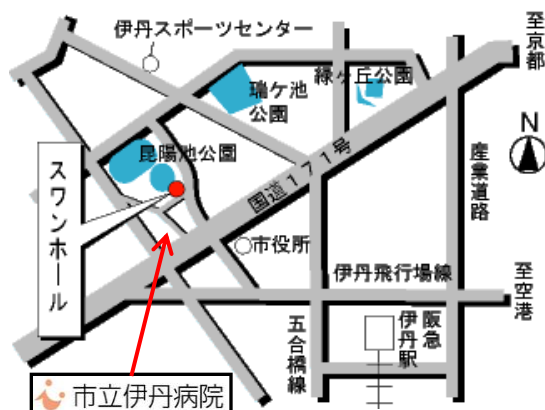 伊丹スポーツセンター
至京都
緑ヶ丘公園
瑞ケ池
公園
N
昆陽池公園
国道171号
産業道路
スワンホール
市役所
伊丹飛行場線
至空港
五合橋線
阪急
伊丹駅
市立伊丹病院